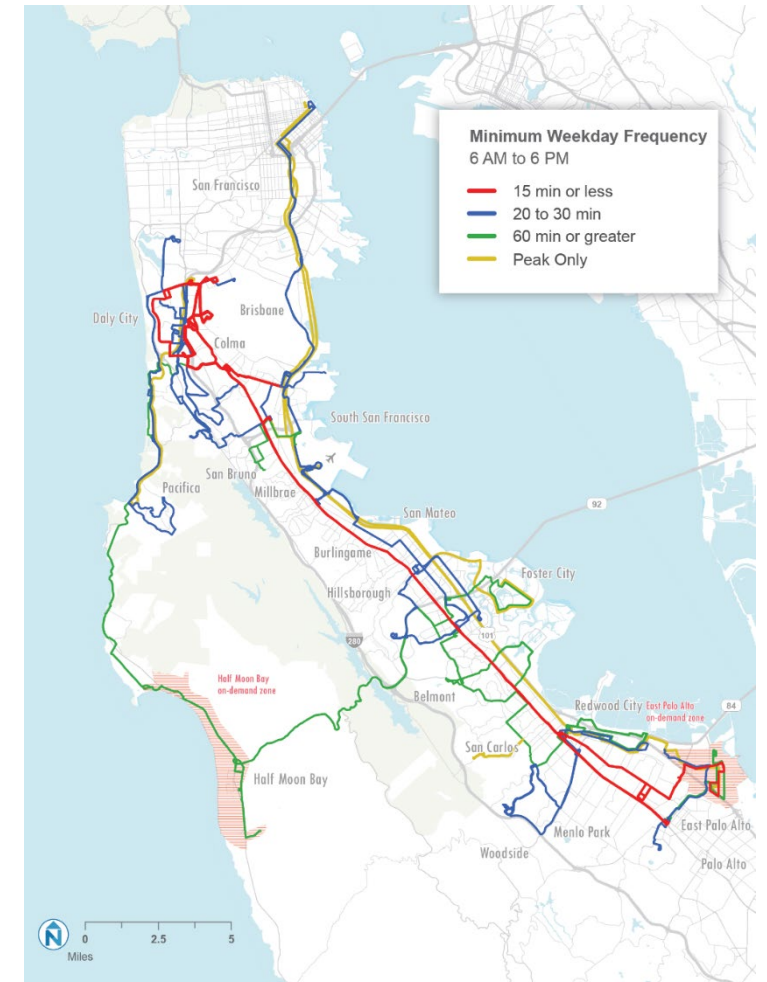 Minimum Weekday Frequency
6 AM to 6 PM
15 min or less
20 to 30 min
60 min or greater
Peak Only
San Francisco
Daly City
Brisbane
Colma
South San Francisco
San Bruno
Pacifica
Millbrae
San Mateo
92
Burlingame
Foster City
Hillsborough
101
280
Half Moon Bay
on-demand zone
Belmont
Redwood City
East Palo Alto
on-demand zone
84
San Carlos
Half Moon Bay
East Palo Alto
Menlo Park
Woodside
Palo Alto
N
0
2.5
5
Miles